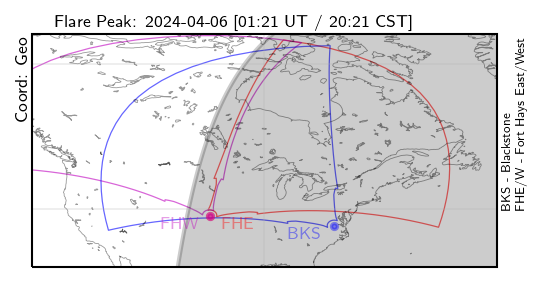 Flare Peak: 2024-04-06 [01:21 UT / 20:21 CST]
Coord: Geo
FHW
FHE
BKS
BKS - Blackstone
FHE/W - Fort Hays East/West